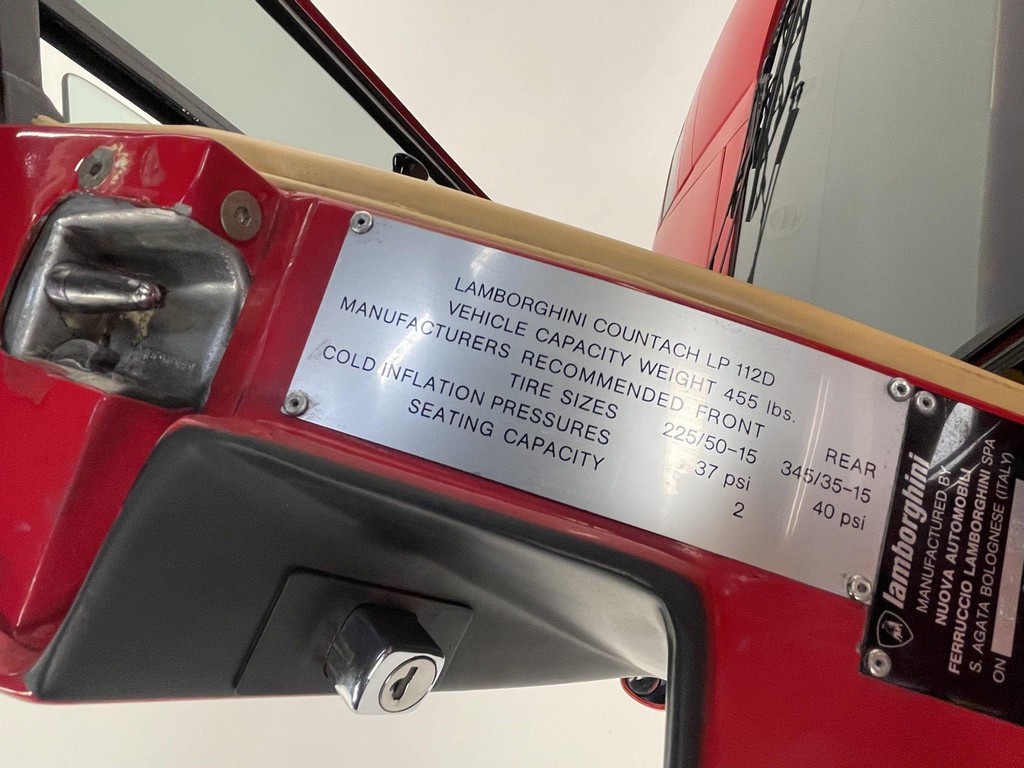 LAMBORGHINI COUNTACH LP 112D
VEHICLE CAPACITY WEIGHT 455 lbs.
MANUFACTURERS RECOMMENDED FRONT REAR
TIRE SIZES 225/50-15 345/35-15
COLD INFLATION PRESSURES 37 psi 40 psi
SEATING CAPACITY 2
lamborghini
MANUFACTURED BY
NUOVA AUTOMOBILI
FERRUCCIO LAMBORGHINI SPA
S. AGATA BOLOGNESE (ITALY)
ON